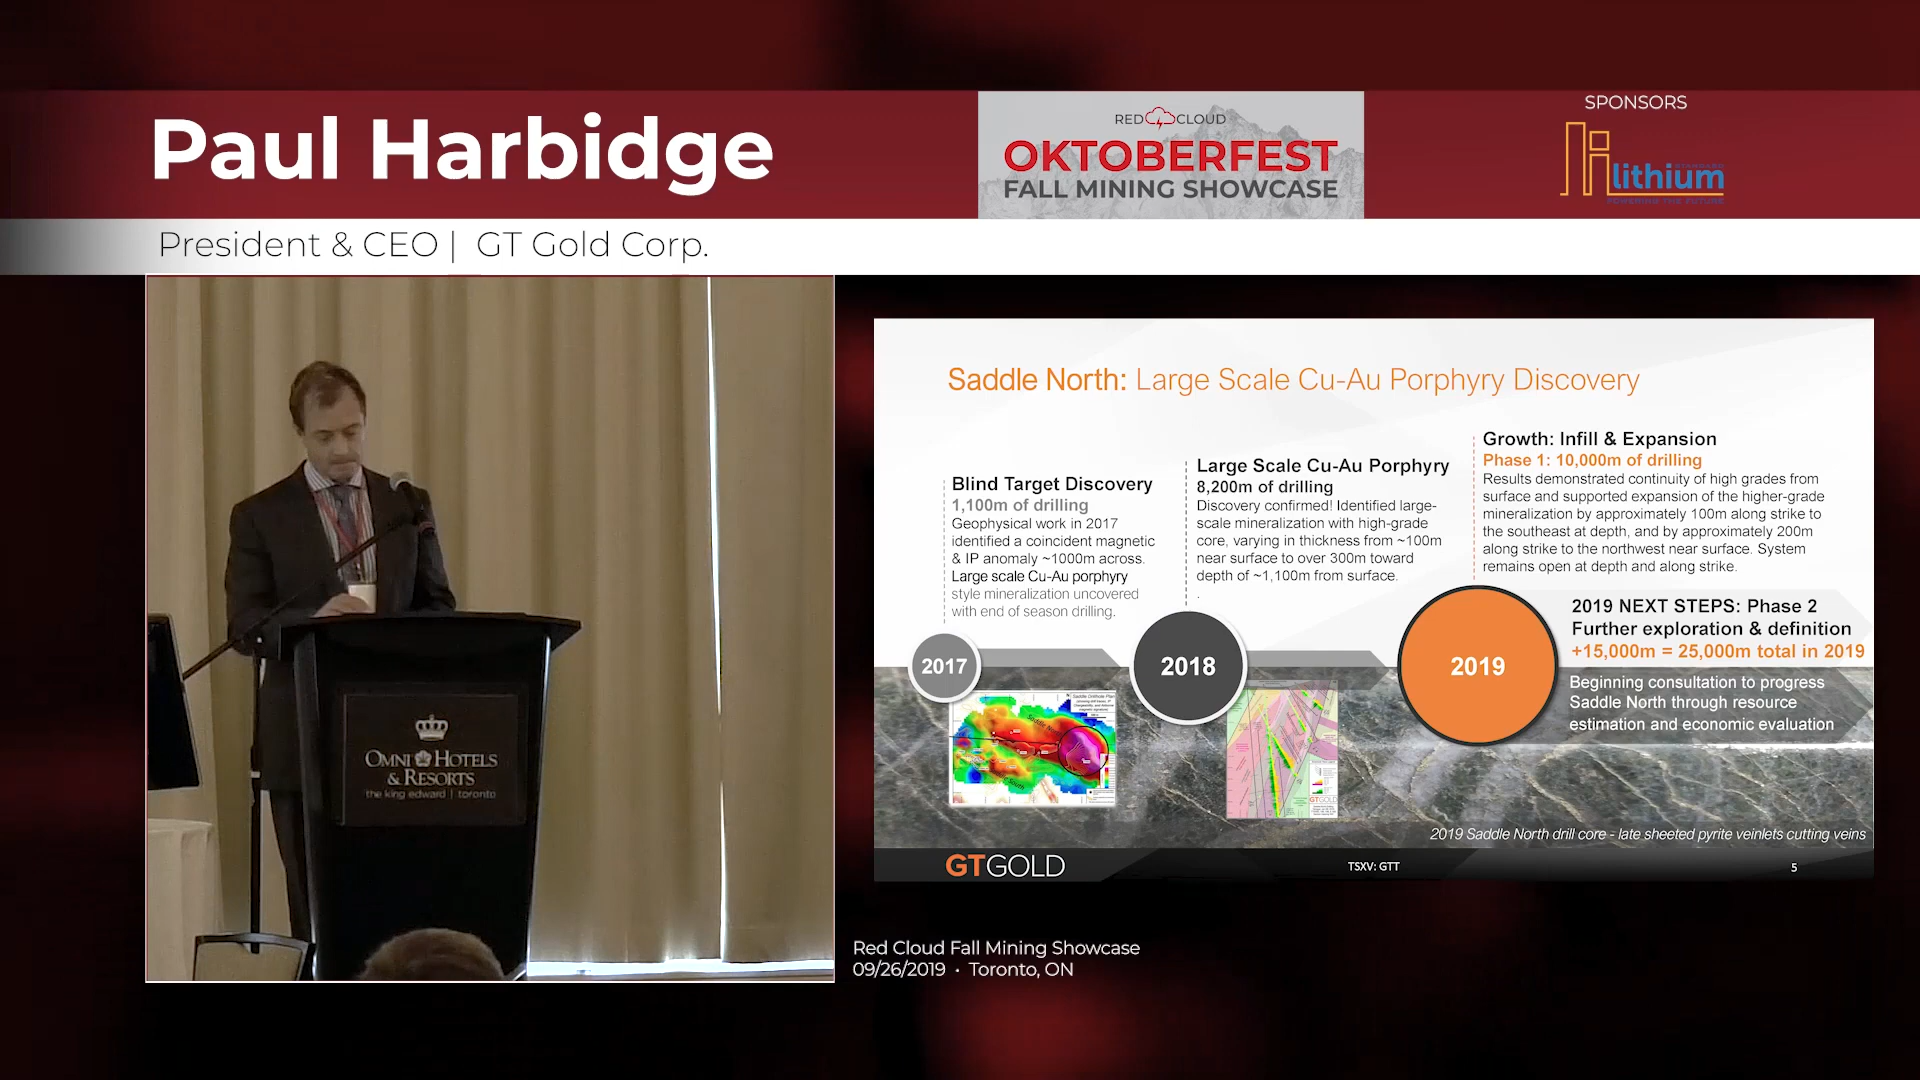 Paul Harbidge
President & CEO | GT Gold Corp.
RED CLOUD
OKTOBERFEST
FALL MINING SHOWCASE
SPONSORS
STANDARD
lithium
POWERING THE FUTURE
OMNI HOTELS
& RESORTS
the king edward | toronto
Saddle North: Large Scale Cu-Au Porphyry Discovery
Blind Target Discovery
1,100m of drilling
Geophysical work in 2017
identified a coincident magnetic
& IP anomaly ~1000m across.
Large scale Cu-Au porphyry
style mineralization uncovered
with end of season drilling.
Large Scale Cu-Au Porphyry
8,200m of drilling
Discovery confirmed! Identified large-
scale mineralization with high-grade
core, varying in thickness from ~100m
near surface to over 300m toward
depth of ~1,100m from surface.
.
Growth: Infill & Expansion
Phase 1: 10,000m of drilling
Results demonstrated continuity of high grades from
surface and supported expansion of the higher-grade
mineralization by approximately 100m along strike to
the southeast at depth, and by approximately 200m
along strike to the northwest near surface. System
remains open at depth and along strike.
2017
2018
2019
2019 NEXT STEPS: Phase 2
Further exploration & definition
+15,000m = 25,000m total in 2019
Beginning consultation to progress
Saddle North through resource
estimation and economic evaluation
Saddle Drillhole Plan
GTGOLD
2019 Saddle North drill core - late sheeted pyrite veinlets cutting veins
GTGOLD
TSXV: GTT
5
Red Cloud Fall Mining Showcase
09/26/2019 • Toronto, ON